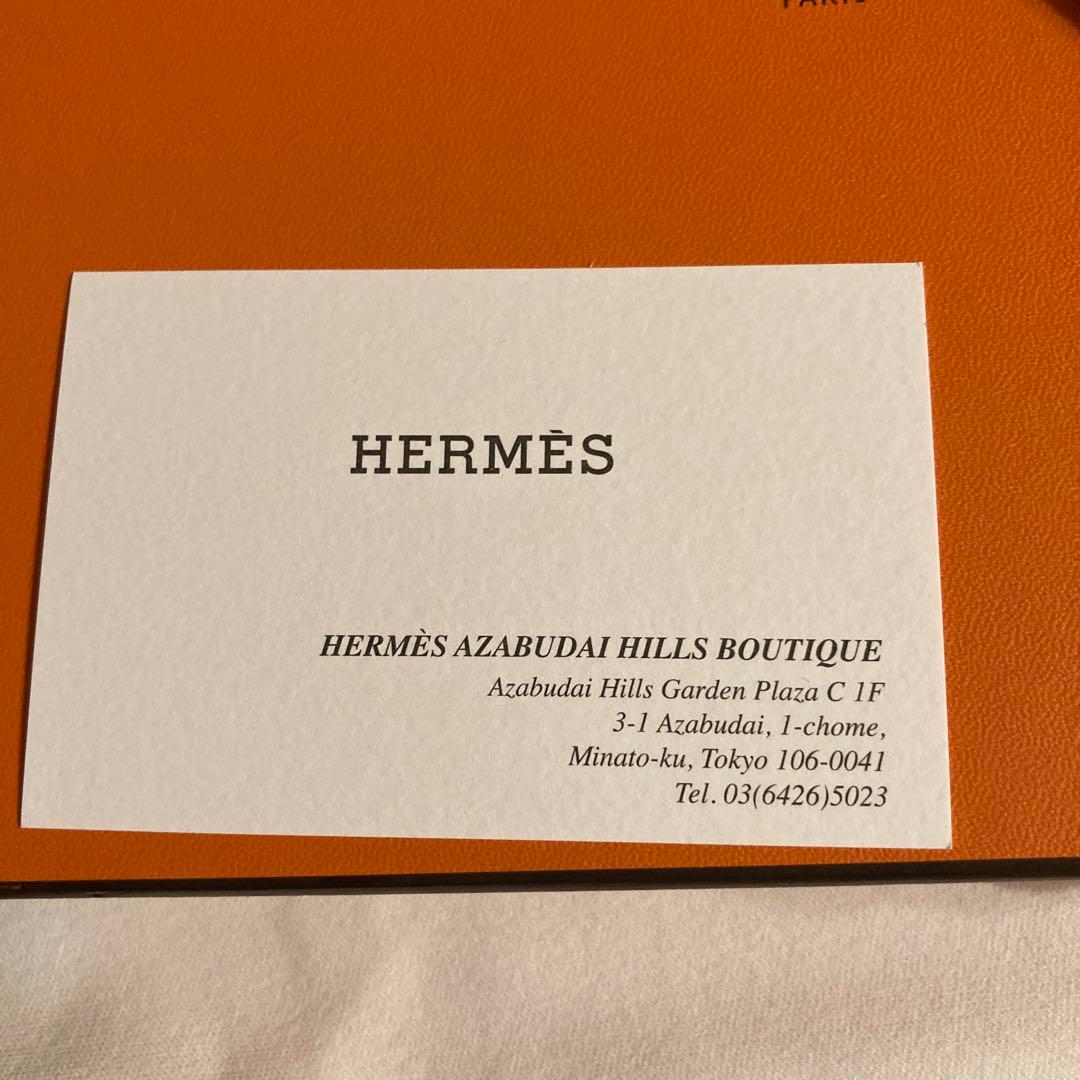 PARIS
HERMÈS
HERMÈS AZABUDAI HILLS BOUTIQUE
Azabudai Hills Garden Plaza C 1F
3-1 Azabudai, 1-chome,
Minato-ku, Tokyo 106-0041
Tel. 03(6426)5023